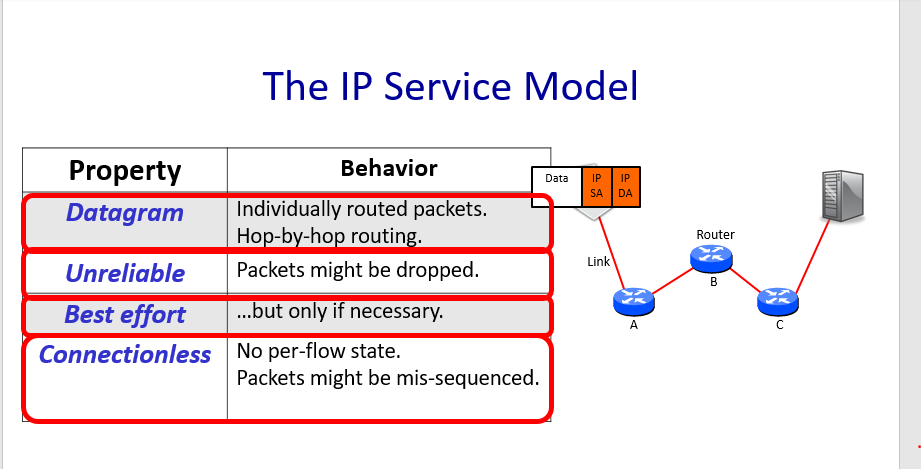 The IP Service Model
Property
Behavior
Datagram
Individually routed packets.
Hop-by-hop routing.
Unreliable
Packets might be dropped.
Best effort
...but only if necessary.
Connectionless
No per-flow state.
Packets might be mis-sequenced.
Data
IP
SA
IP
DA
Link
Router
A
B
C